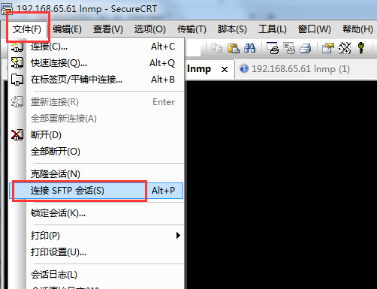 192.168.65.61 lnmp - SecureCRT
文件(F) 编辑(E) 查看(V) 选项(O) 传输(T) 脚本(S) 工具(L) 窗口(W) 帮助(H)
连接(C)... Alt+C
快速连接(Q)... Alt+Q
在标签页/平铺中连接... Alt+B
lnmp x 192.168.65.61 lnmp (1)
重新连接(R) Enter
全部重新连接(A)
断开(D)
全部断开(O)
克隆会话(N)
连接 SFTP 会话(S) Alt+P
锁定会话(K)...
打印(P)
打印设置(U)...
会话日志(L)